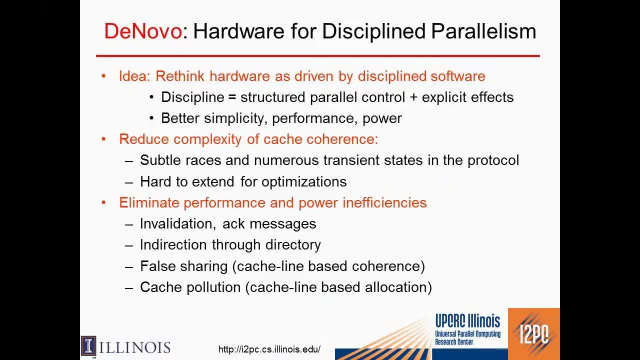 DeNovo: Hardware for Disciplined Parallelism
• Idea: Rethink hardware as driven by disciplined software
• Discipline = structured parallel control + explicit effects
• Better simplicity, performance, power
• Reduce complexity of cache coherence:
– Subtle races and numerous transient states in the protocol
– Hard to extend for optimizations
• Eliminate performance and power inefficiencies
– Invalidation, ack messages
– Indirection through directory
– False sharing (cache-line based coherence)
– Cache pollution (cache-line based allocation)
I ILLINOIS
http://i2pc.cs.illinois.edu/
UPCRC Illinois
Universal Parallel Computing
Research Center
I2PC